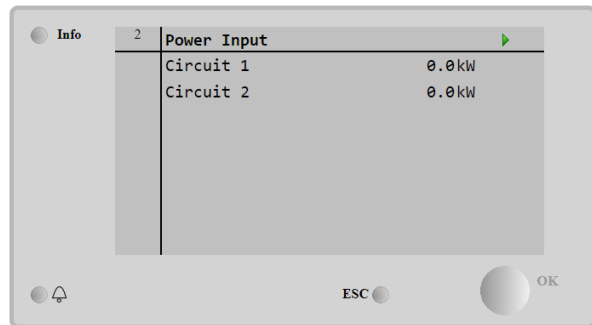 Info
2 Power Input
Circuit 1 0.0kW
Circuit 2 0.0kW
ESC
OK